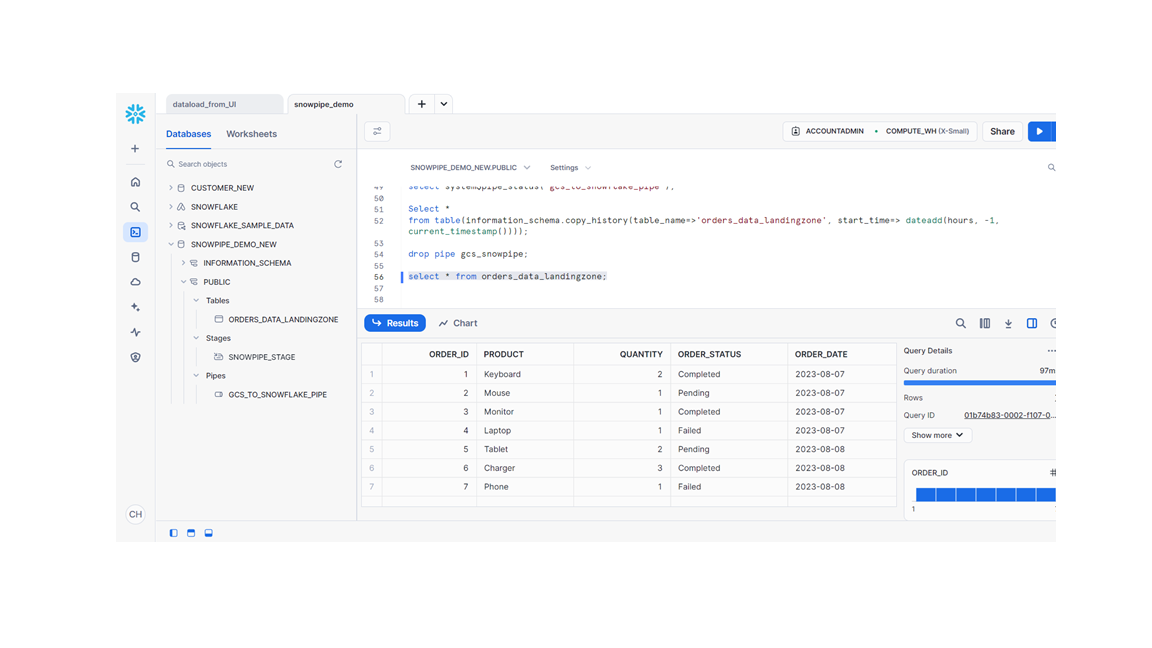 dataload_from_UI
snowpipe_demo
Databases
Worksheets
ACCOUNTADMIN
COMPUTE_WH (X-Small)
Share
Search objects
SNOWPIPE_DEMO_NEW.PUBLIC
Settings
CUSTOMER_NEW
SNOWFLAKE
SNOWFLAKE_SAMPLE_DATA
SNOWPIPE_DEMO_NEW
INFORMATION_SCHEMA
PUBLIC
Tables
ORDERS_DATA_LANDINGZONE
Stages
SNOWPIPE_STAGE
Pipes
GCS_TO_SNOWFLAKE_PIPE
CH
49 select system$pipe_status('gcs_to_snowflake_pipe');
50
51 Select *
52 from table(information_schema.copy_history(table_name=>'orders_data_landingzone', start_time=> dateadd(hours, -1,
current_timestamp())));
53
54 drop pipe gcs_snowpipe;
55
56 select * from orders_data_landingzone;
57
58
Results
Chart
ORDER_ID PRODUCT QUANTITY ORDER_STATUS ORDER_DATE
1 1 Keyboard 2 Completed 2023-08-07
2 2 Mouse 1 Pending 2023-08-07
3 3 Monitor 1 Completed 2023-08-07
4 4 Laptop 1 Failed 2023-08-07
5 5 Tablet 2 Pending 2023-08-08
6 6 Charger 3 Completed 2023-08-08
7 7 Phone 1 Failed 2023-08-08
Query Details
...
Query duration 97m
Rows
Query ID 01b74b83-0002-f107-0...
Show more
ORDER_ID #
1